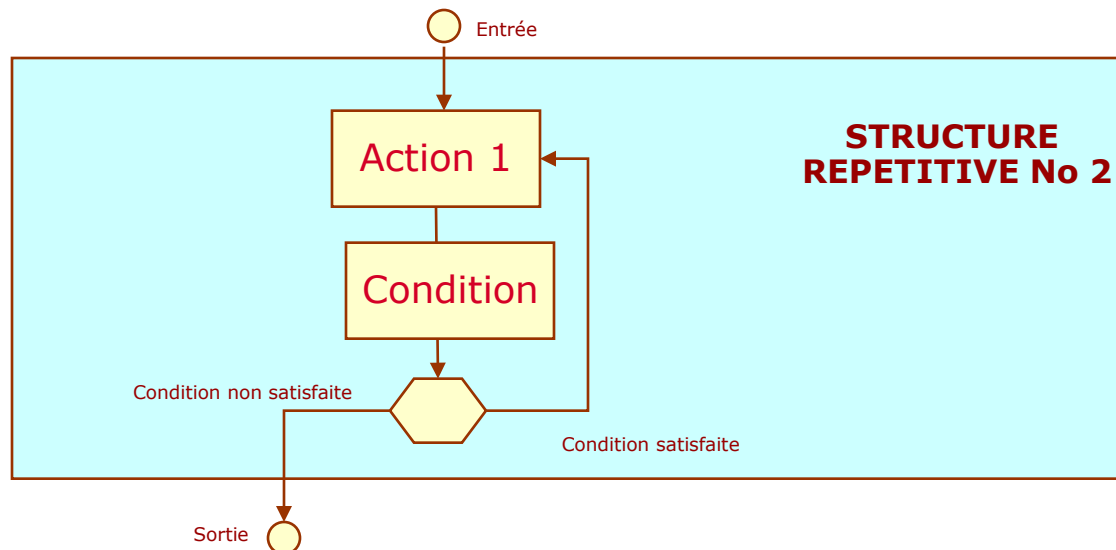 Entrée
STRUCTURE
REPETITIVE No 2
Action 1
Condition
Condition non satisfaite
Condition satisfaite
Sortie